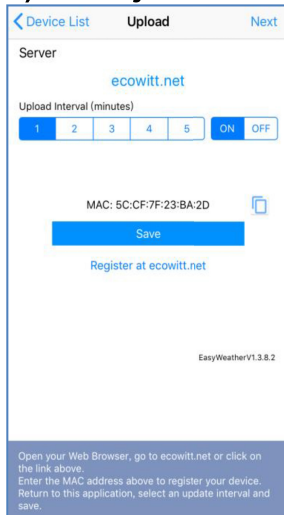 Device List Upload Next
Server
ecowitt.net
Upload Interval (minutes)
1 2 3 4 5 ON OFF
MAC: 5C:CF:7F:23:BA:2D
Save
Register at ecowitt.net
EasyWeatherV1.3.8.2
Open your Web Browser, go to ecowitt.net or click on
the link above.
Enter the MAC address above to register your device.
Return to this application, select an update interval and
save.